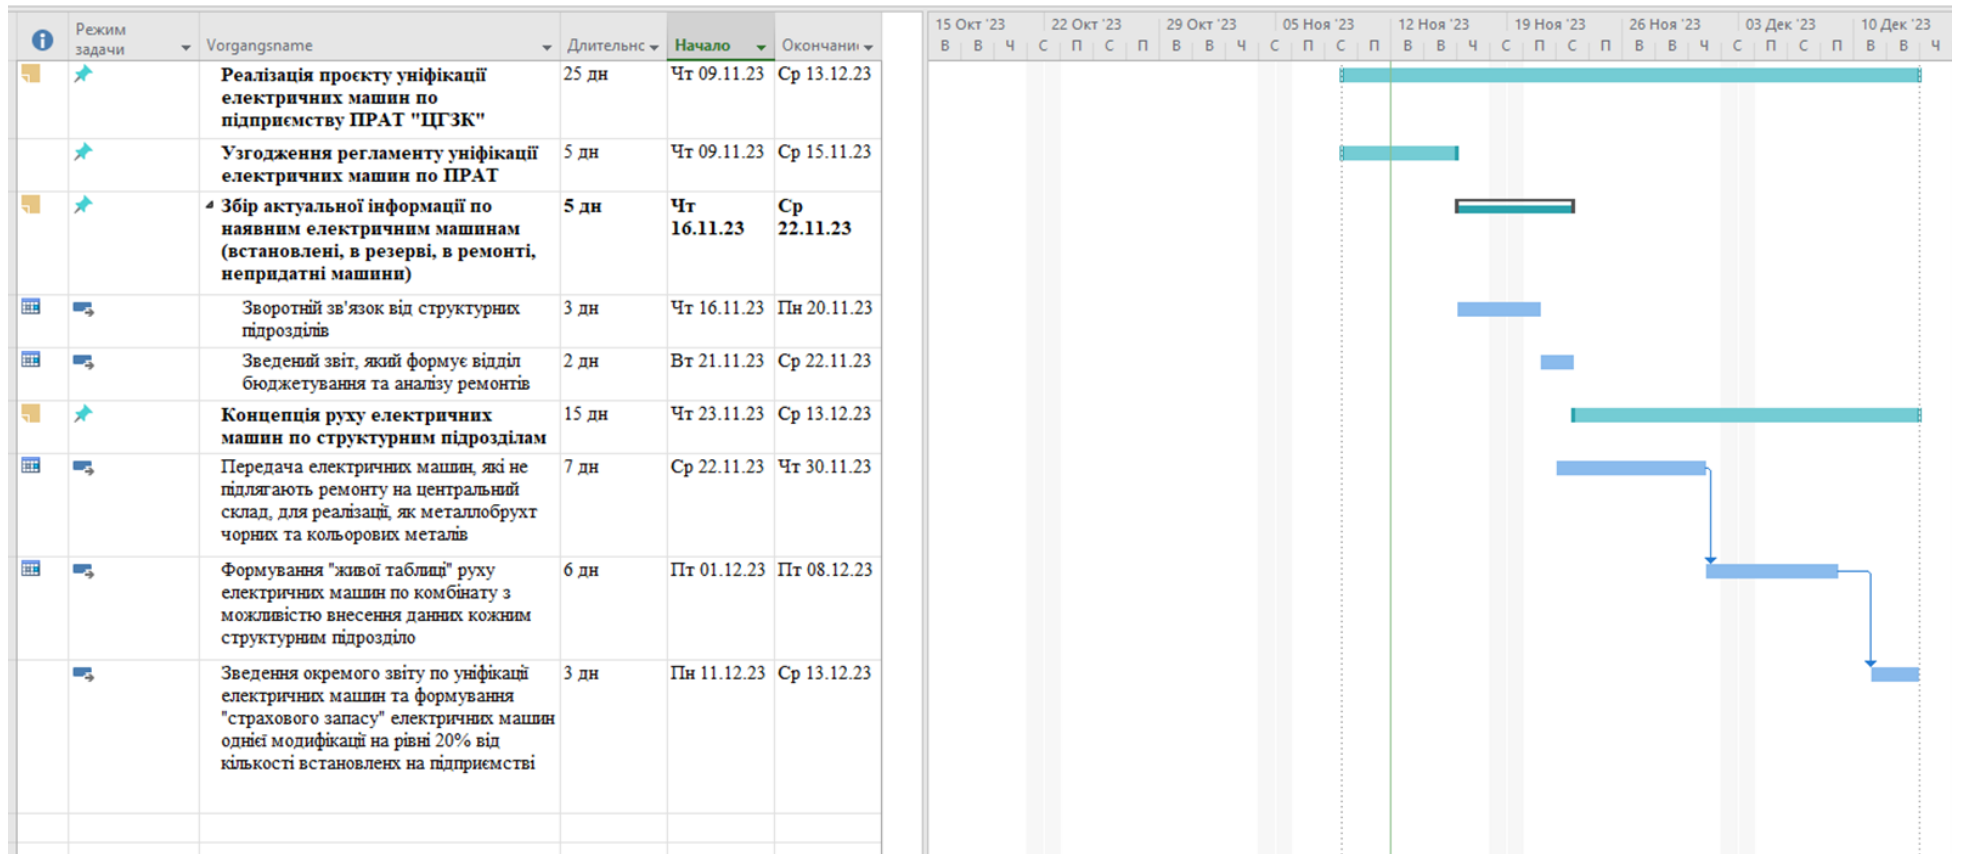 Режим задачи Vorgangsname Длительнс Начало Окончани
15 Окт '23 22 Окт '23 29 Окт '23 05 Ноя '23 12 Ноя '23 19 Ноя '23 26 Ноя '23 03 Дек '23 10 Дек '23
В В Ч С П С П В В Ч С П С П В В Ч С П С П В В Ч С П С П В В Ч
Реалізація проєкту уніфікації 25 дн Чт 09.11.23 Ср 13.12.23
електричних машин по
підприємству ПРАТ "ЦГЗК"
Узгодження регламенту уніфікації 5 дн Чт 09.11.23 Ср 15.11.23
електричних машин по ПРАТ
Збір актуальної інформації по 5 дн Чт Ср
наявним електричним машинам 16.11.23 22.11.23
(встановлені, в резерві, в ремонті,
непридатні машини)
Зворотній зв'язок від структурних 3 дн Чт 16.11.23 Пн 20.11.23
підрозділів
Зведений звіт, який формує відділ 2 дн Вт 21.11.23 Ср 22.11.23
бюджетування та аналізу ремонтів
Концепція руху електричних 15 дн Чт 23.11.23 Ср 13.12.23
машин по структурним підрозділам
Передача електричних машин, які не 7 дн Ср 22.11.23 Чт 30.11.23
підлягають ремонту на центральний
склад, для реалізації, як металлобрухт
чорних та кольорових металів
Формування "живої таблиці" руху 6 дн Пт 01.12.23 Пт 08.12.23
електричних машин по комбінату з
можливістю внесення данних кожним
структурним підрозділо
Зведення окремого звіту по уніфікації 3 дн Пн 11.12.23 Ср 13.12.23
електричних машин та формування
"страхового запасу" електричних машин
однієї модифікації на рівні 20% від
кількості встановленх на підприємстві